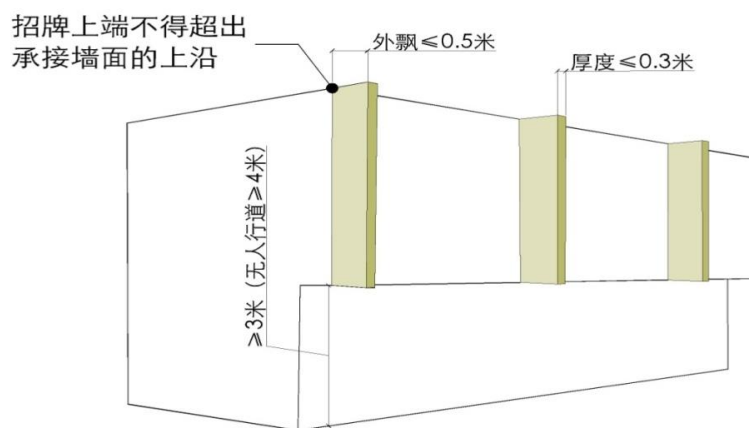 招牌上端不得超出
承接墙面的上沿
外飘≤0.5米
厚度≤0.3米
≥3米（无人行道≥4米）